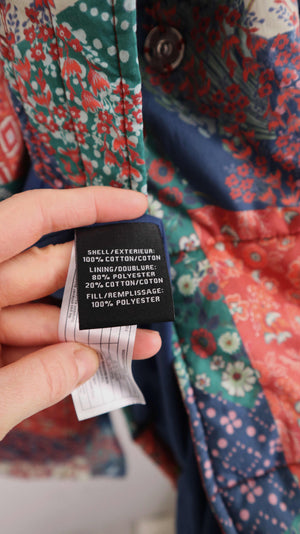 SHELL/EXTERIEUR:
100% COTTON/COTON
LINING/DOUBLURE:
80% POLYESTER
20% COTTON/COTON
FILL/REMPLISSAGE:
100% POLYESTER